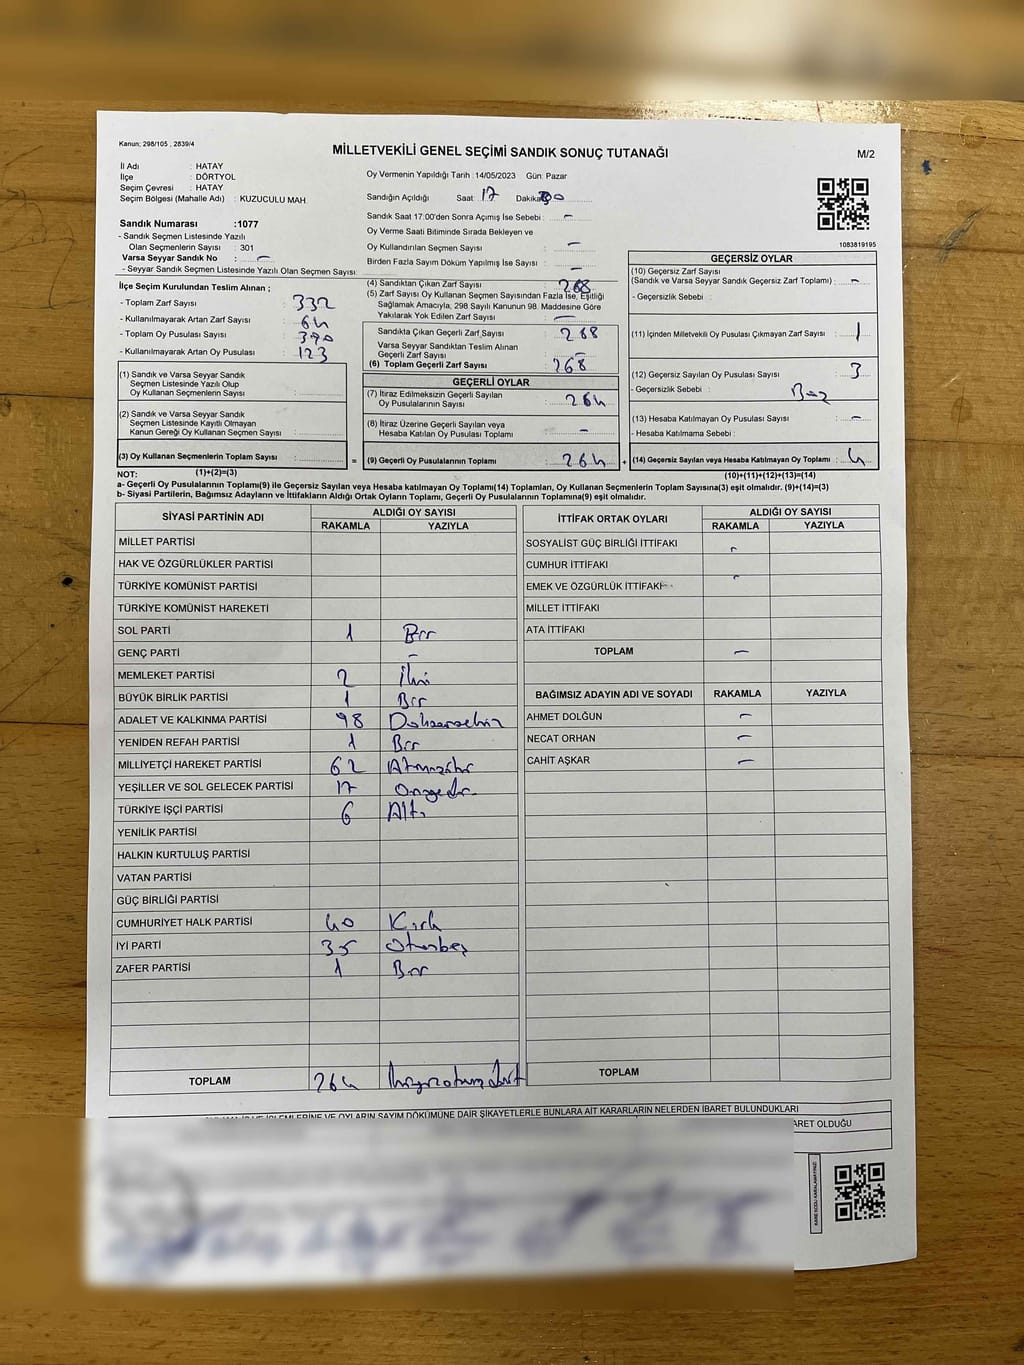 Kanun; 298/105 , 2839/4
MİLLETVEKİLİ GENEL SEÇİMİ SANDIK SONUÇ TUTANAĞI
M/2
İl Adı : HATAY
İlçe : DÖRTYOL
Seçim Çevresi : HATAY
Seçim Bölgesi (Mahalle Adı) : KUZUCULU MAH.
Sandık Numarası :1077
- Sandık Seçmen Listesinde Yazılı
Olan Seçmenlerin Sayısı : 301
Varsa Seyyar Sandık No : -
- Seyyar Sandık Seçmen Listesinde Yazılı Olan Seçmen Sayısı:
Oy Vermenin Yapıldığı Tarih :14/05/2023 Gün: Pazar
Sandığın Açıldığı Saat :17 Dakika:
Sandık Saat 17:00'den Sonra Açımış İse Sebebi : -
Oy Verme Saati Bitiminde Sırada Bekleyen ve
Oy Kullandırılan Seçmen Sayısı : -
Birden Fazla Sayım Döküm Yapılmış İse Sayısı : -
1083819195
İlçe Seçim Kurulundan Teslim Alınan ;
- Toplam Zarf Sayısı : 332
- Kullanılmayarak Artan Zarf Sayısı : 64
- Toplam Oy Pusulası Sayısı : 390
- Kullanılmayarak Artan Oy Pusulası : 123
(1) Sandık ve Varsa Seyyar Sandık
Seçmen Listesinde Yazılı Olup
Oy Kullanan Seçmenlerin Sayısı :
(2) Sandık ve Varsa Seyyar Sandık
Seçmen Listesinde Kayıtlı Olmayan
Kanun Gereği Oy Kullanan Seçmen Sayısı :
(3) Oy Kullanan Seçmenlerin Toplam Sayısı :
(1)+(2)=(3)
(4) Sandıktan Çıkan Zarf Sayısı : 268
(5) Zarf Sayısı Oy Kullanan Seçmen Sayısından Fazla İse, Eşitliği
Sağlamak Amacıyla, 298 Sayılı Kanunun 98. Maddesine Göre
Yakılarak Yok Edilen Zarf Sayısı : -
Sandıkta Çıkan Geçerli Zarf Sayısı : 268
Varsa Seyyar Sandıktan Teslim Alınan
Geçerli Zarf Sayısı : -
(6) Toplam Geçerli Zarf Sayısı : 268
GEÇERLİ OYLAR
(7) İtiraz Edilmeksizin Geçerli Sayılan
Oy Pusulalarının Sayısı : 264
(8) İtiraz Üzerine Geçerli Sayılan veya
Hesaba Katılan Oy Pusulası Toplamı : -
= (9) Geçerli Oy Pusulalarının Toplamı : 264
GEÇERSİZ OYLAR
(10) Geçersiz Zarf Sayısı
(Sandık ve Varsa Seyyar Sandık Geçersiz Zarf Toplamı) : -
- Geçersizlik Sebebi :
(11) İçinden Milletvekili Oy Pusulası Çıkmayan Zarf Sayısı : 1
(12) Geçersiz Sayılan Oy Pusulası Sayısı : 3
- Geçersizlik Sebebi :
(13) Hesaba Katılmayan Oy Pusulası Sayısı : -
- Hesaba Katılmama Sebebi :
+ (14) Geçersiz Sayılan veya Hesaba Katılmayan Oy Toplamı : 4
(10)+(11)+(12)+(13)=(14)
NOT:
a- Geçerli Oy Pusulalarının Toplamı(9) ile Geçersiz Sayılan veya Hesaba Katılmayan Oy Toplamı(14) Toplamları, Oy Kullanan Seçmenlerin Toplam Sayısına(3) eşit olmalıdır. (9)+(14)=(3)
b- Siyasi Partilerin, Bağımsız Adayların ve İttifakların Aldığı Ortak Oyların Toplamı, Geçerli Oy Pusulalarının Toplamına(9) eşit olmalıdır.
SİYASİ PARTİNİN ADI ALDIĞI OY SAYISI
RAKAMLA YAZIYLA
MİLLET PARTİSİ
HAK VE ÖZGÜRLÜKLER PARTİSİ
TÜRKİYE KOMÜNİST PARTİSİ
TÜRKİYE KOMÜNİST HAREKETİ
SOL PARTİ 1 Bir
GENÇ PARTİ -
MEMLEKET PARTİSİ 2 İki
BÜYÜK BİRLİK PARTİSİ 1 Bir
ADALET VE KALKINMA PARTİSİ 98 Doksansekiz
YENİDEN REFAH PARTİSİ 1 Bir
MİLLİYETÇİ HAREKET PARTİSİ 62 Atmışiki
YEŞİLLER VE SOL GELECEK PARTİSİ 17 Onyedi
TÜRKİYE İŞÇİ PARTİSİ 6 Altı
YENİLİK PARTİSİ
HALKIN KURTULUŞ PARTİSİ
VATAN PARTİSİ
GÜÇ BİRLİĞİ PARTİSİ
CUMHURİYET HALK PARTİSİ 40 Kırk
İYİ PARTİ 35 Otuzbeş
ZAFER PARTİSİ 1 Bir
TOPLAM 264 İkiyüzatmışdört
İTTİFAK ORTAK OYLARI ALDIĞI OY SAYISI
RAKAMLA YAZIYLA
SOSYALİST GÜÇ BİRLİĞİ İTTİFAKI
CUMHUR İTTİFAKI
EMEK VE ÖZGÜRLÜK İTTİFAKI
MİLLET İTTİFAKI
ATA İTTİFAKI
TOPLAM -
BAĞIMSIZ ADAYIN ADI VE SOYADI RAKAMLA YAZIYLA
AHMET DOLĞUN -
NECAT ORHAN -
CAHİT AŞKAR -
TOPLAM
İŞLEMLERİNE VE OYLARIN SAYIM DÖKÜMÜNE DAİR ŞİKAYETLERLE BUNLARA AİT KARARLARIN NELERDEN İBARET BULUNDUKLARI
OLDUĞU